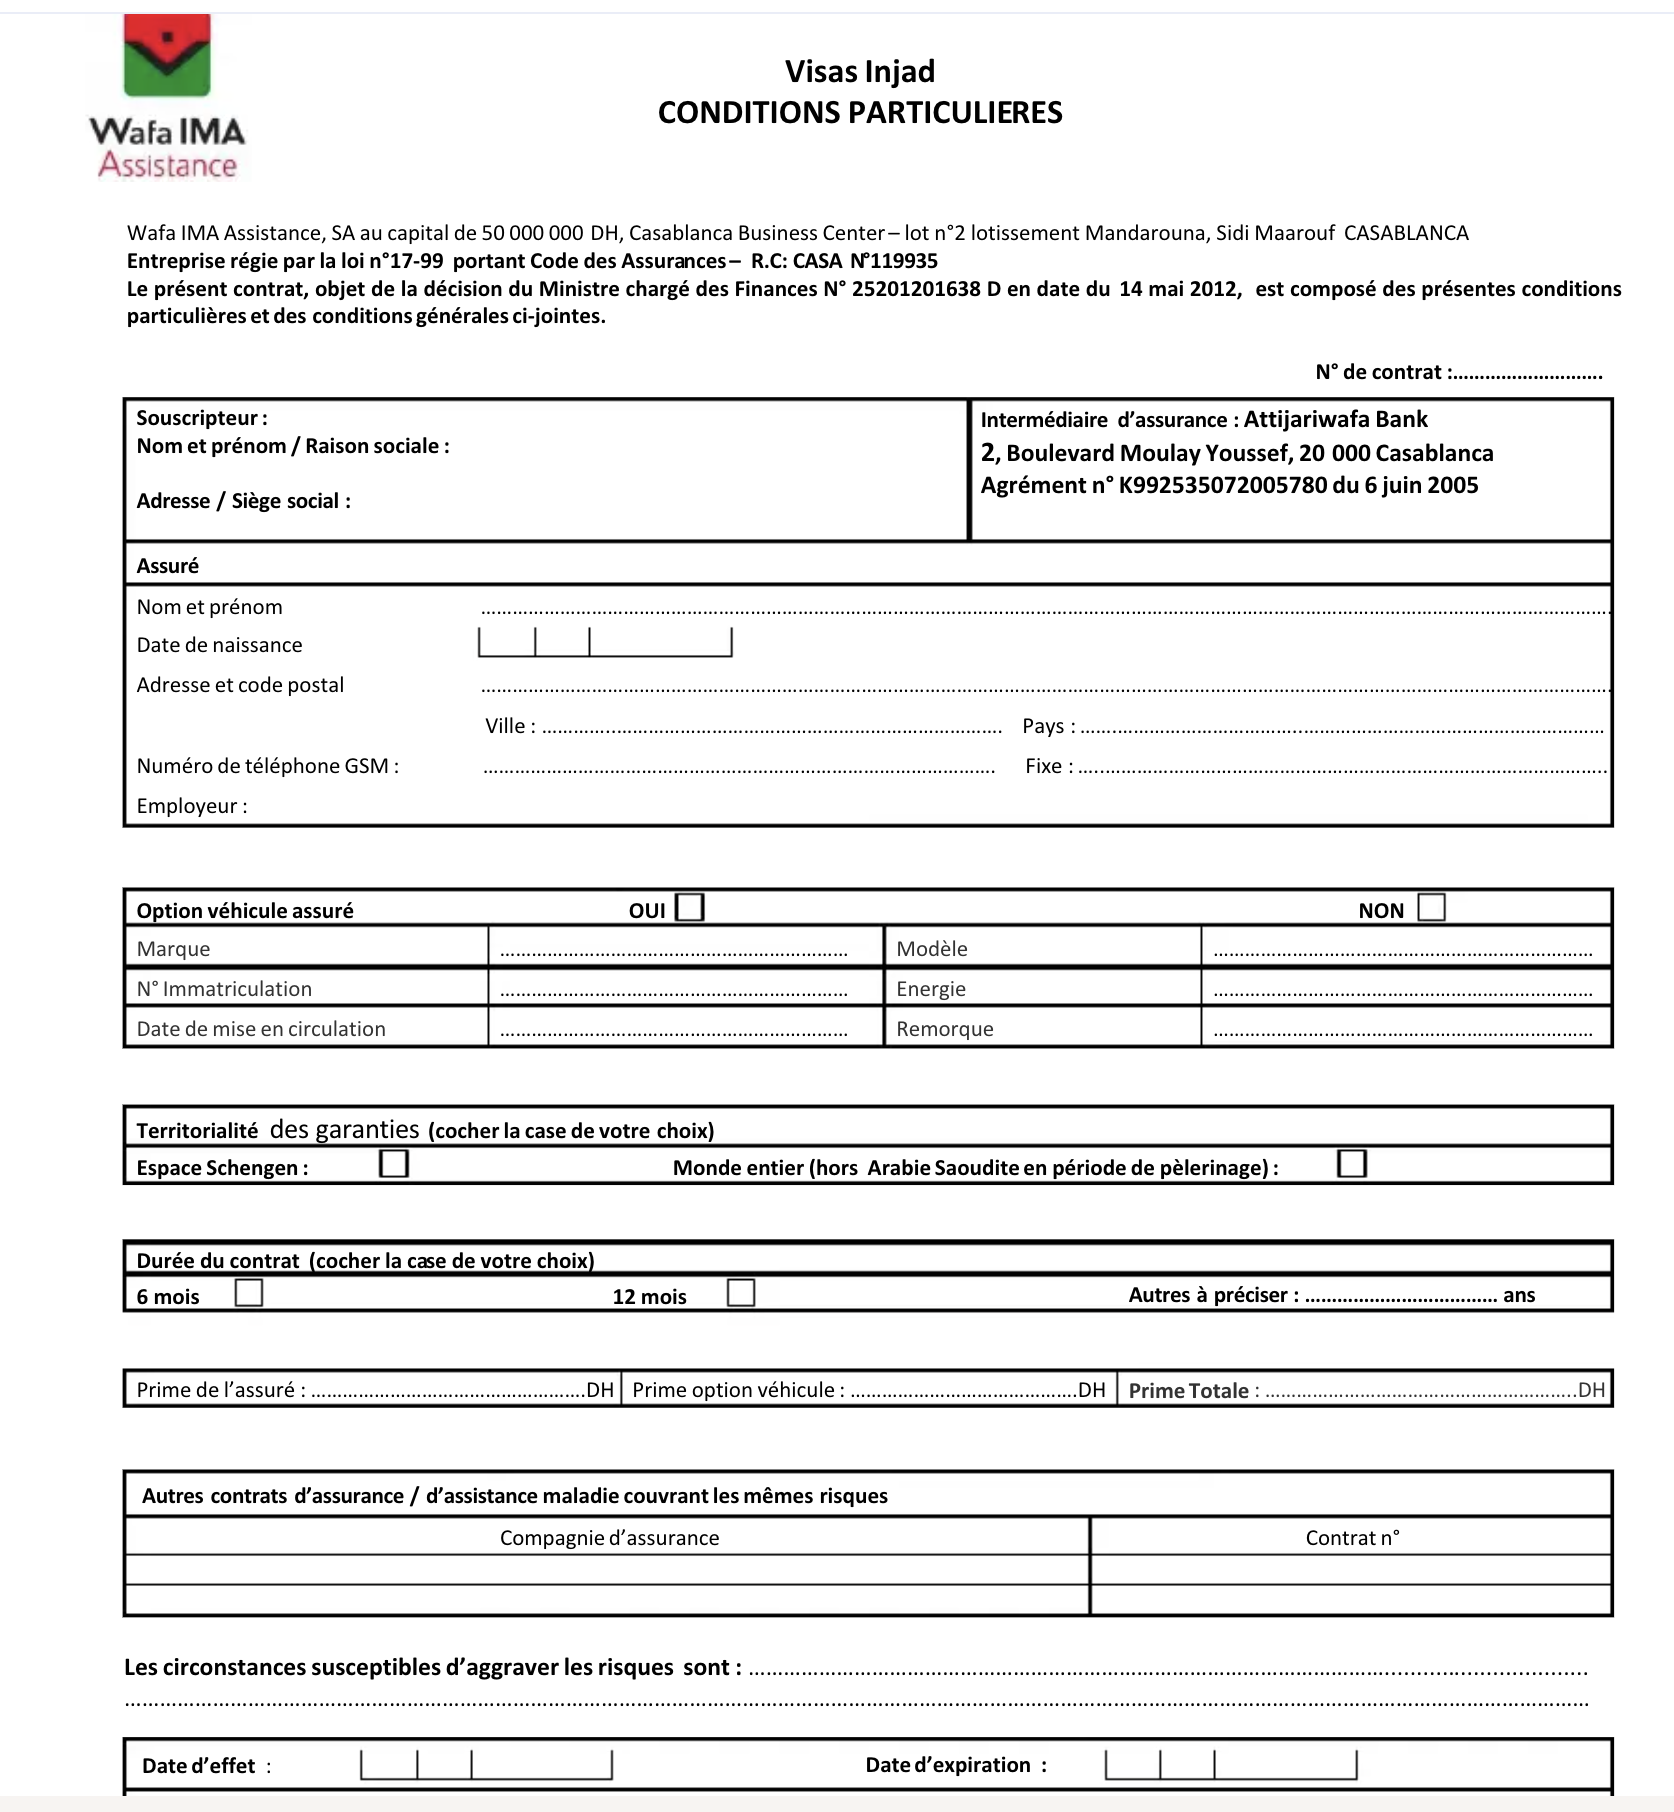 Wafa IMA
Assistance
Visas Injad
CONDITIONS PARTICULIERES
Wafa IMA Assistance, SA au capital de 50 000 000 DH, Casablanca Business Center – lot n°2 lotissement Mandarouna, Sidi Maarouf CASABLANCA
Entreprise régie par la loi n°17-99 portant Code des Assurances – R.C: CASA N°119935
Le présent contrat, objet de la décision du Ministre chargé des Finances N° 25201201638 D en date du 14 mai 2012, est composé des présentes conditions
particulières et des conditions générales ci-jointes.
N° de contrat :...........................
Souscripteur :
Nom et prénom / Raison sociale :
Adresse / Siège social :
Intermédiaire d’assurance : Attijariwafa Bank
2, Boulevard Moulay Youssef, 20 000 Casablanca
Agrément n° K992535072005780 du 6 juin 2005
Assuré
Nom et prénom ................................................................
Date de naissance
Adresse et code postal ................................................................
Ville : ................................ Pays : ................................
Numéro de téléphone GSM : ................................ Fixe : ................................
Employeur :
Option véhicule assuré OUI NON
Marque ................................ Modèle ................................
N° Immatriculation ................................ Energie ................................
Date de mise en circulation ................................ Remorque ................................
Territorialité des garanties (cocher la case de votre choix)
Espace Schengen : Monde entier (hors Arabie Saoudite en période de pèlerinage) :
Durée du contrat (cocher la case de votre choix)
6 mois 12 mois Autres à préciser : ................................ ans
Prime de l’assuré : ................................DH Prime option véhicule : ................................DH Prime Totale : ................................DH
Autres contrats d’assurance / d’assistance maladie couvrant les mêmes risques
Compagnie d’assurance Contrat n°
Les circonstances susceptibles d’aggraver les risques sont : ................................................................
................................................................
Date d’effet : Date d’expiration :